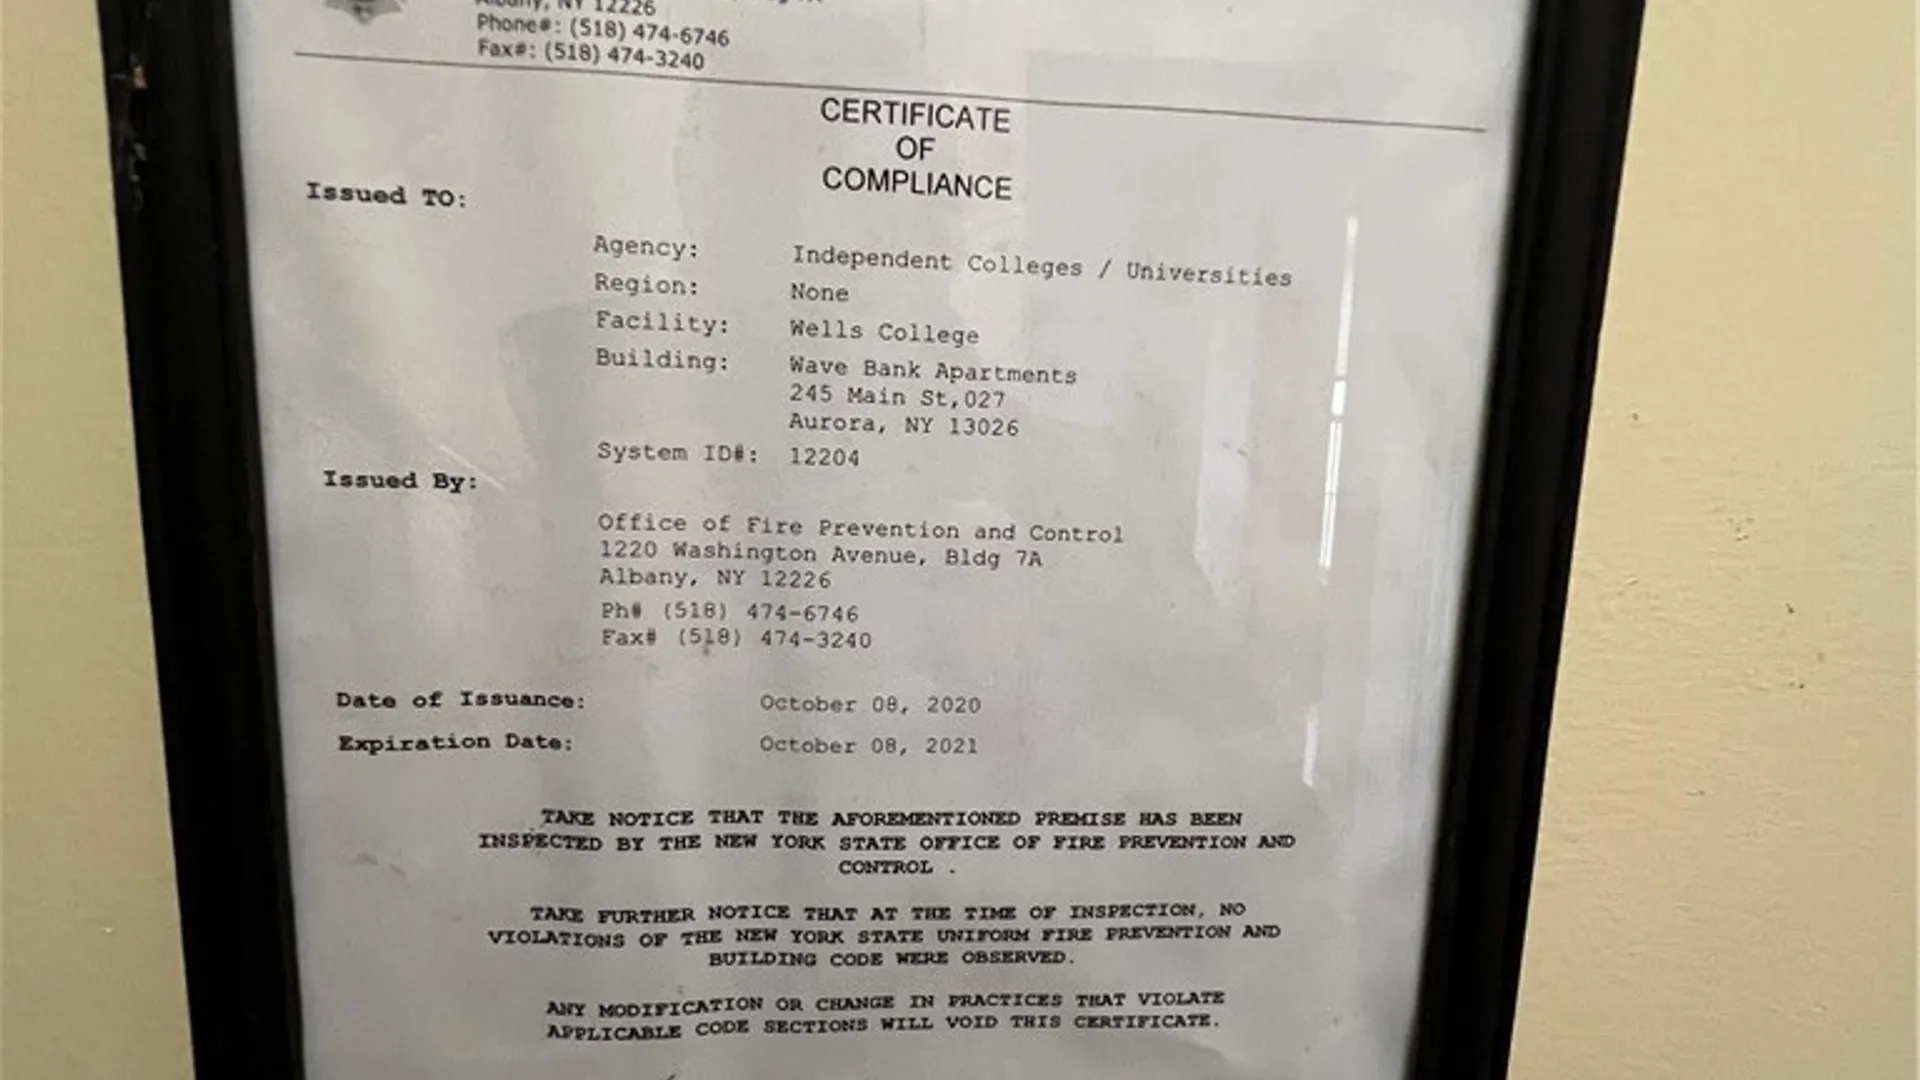 Albany, NY 12226
Phone#: (518) 474-6746
Fax#: (518) 474-3240
CERTIFICATE
OF
COMPLIANCE
Issued TO:
Agency: Independent Colleges / Universities
Region: None
Facility: Wells College
Building: Wave Bank Apartments
245 Main St,027
Aurora, NY 13026
System ID#: 12204
Issued By:
Office of Fire Prevention and Control
1220 Washington Avenue, Bldg 7A
Albany, NY 12226
Ph# (518) 474-6746
Fax# (518) 474-3240
Date of Issuance: October 08, 2020
Expiration Date: October 08, 2021
TAKE NOTICE THAT THE AFOREMENTIONED PREMISE HAS BEEN
INSPECTED BY THE NEW YORK STATE OFFICE OF FIRE PREVENTION AND
CONTROL .
TAKE FURTHER NOTICE THAT AT THE TIME OF INSPECTION, NO
VIOLATIONS OF THE NEW YORK STATE UNIFORM FIRE PREVENTION AND
BUILDING CODE WERE OBSERVED.
ANY MODIFICATION OR CHANGE IN PRACTICES THAT VIOLATE
APPLICABLE CODE SECTIONS WILL VOID THIS CERTIFICATE.